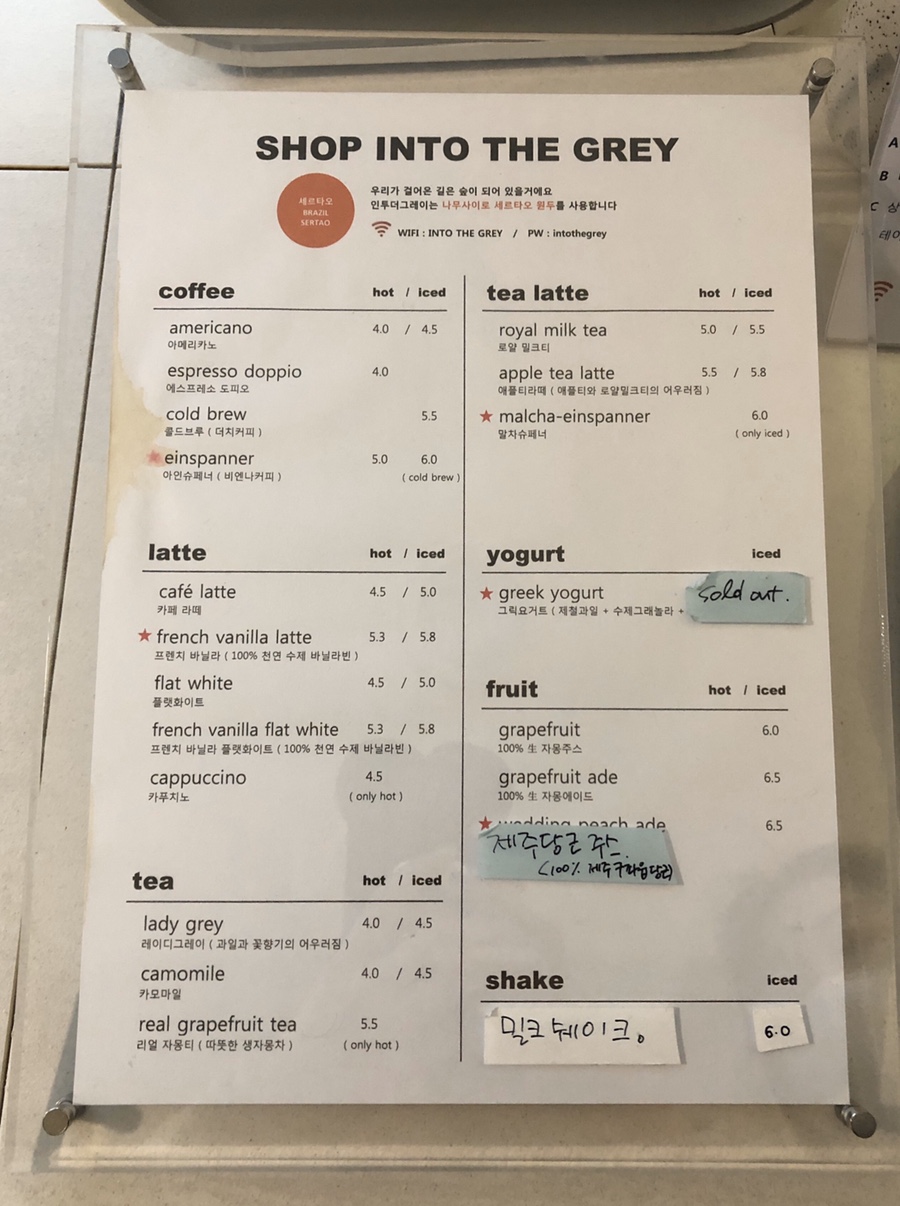 SHOP INTO THE GREY
세르타오
BRAZIL
SERTAO
우리가 걸어온 길은 숲이 되어 있을거에요
인투더그레이는 나무사이로 세르타오 원두를 사용합니다
WIFI : INTO THE GREY / PW : intothegrey
coffee hot / iced
americano 4.0 / 4.5
아메리카노
espresso doppio 4.0
에스프레소 도피오
cold brew 5.5
콜드브루 ( 더치커피 )
★ einspanner 5.0 6.0
아인슈페너 ( 비엔나커피 ) ( cold brew )
latte hot / iced
café latte 4.5 / 5.0
카페 라떼
★ french vanilla latte 5.3 / 5.8
프렌치 바닐라 ( 100% 천연 수제 바닐라빈 )
flat white 4.5 / 5.0
플랫화이트
french vanilla flat white 5.3 / 5.8
프렌치 바닐라 플랫화이트 ( 100% 천연 수제 바닐라빈 )
cappuccino 4.5
카푸치노 ( only hot )
tea hot / iced
lady grey 4.0 / 4.5
레이디그레이 ( 과일과 꽃향기의 어우러짐 )
camomile 4.0 / 4.5
카모마일
real grapefruit tea 5.5
리얼 자몽티 ( 따뜻한 생자몽차 ) ( only hot )
tea latte hot / iced
royal milk tea 5.0 / 5.5
로얄 밀크티
apple tea latte 5.5 / 5.8
애플티라떼 ( 애플티와 로얄밀크티의 어우러짐 )
★ malcha-einspanner 6.0
말차슈페너 ( only iced )
yogurt iced
★ greek yogurt sold out.
그릭요거트 ( 제철과일 + 수제그래놀라 +
fruit hot / iced
grapefruit 6.0
100% 生 자몽주스
grapefruit ade 6.5
100% 生 자몽에이드
★ wedding peach ade 6.5
제주당근 주스.
(100% 제주
shake iced
밀크 쉐이크. 6.0
A
B
C 상
테이